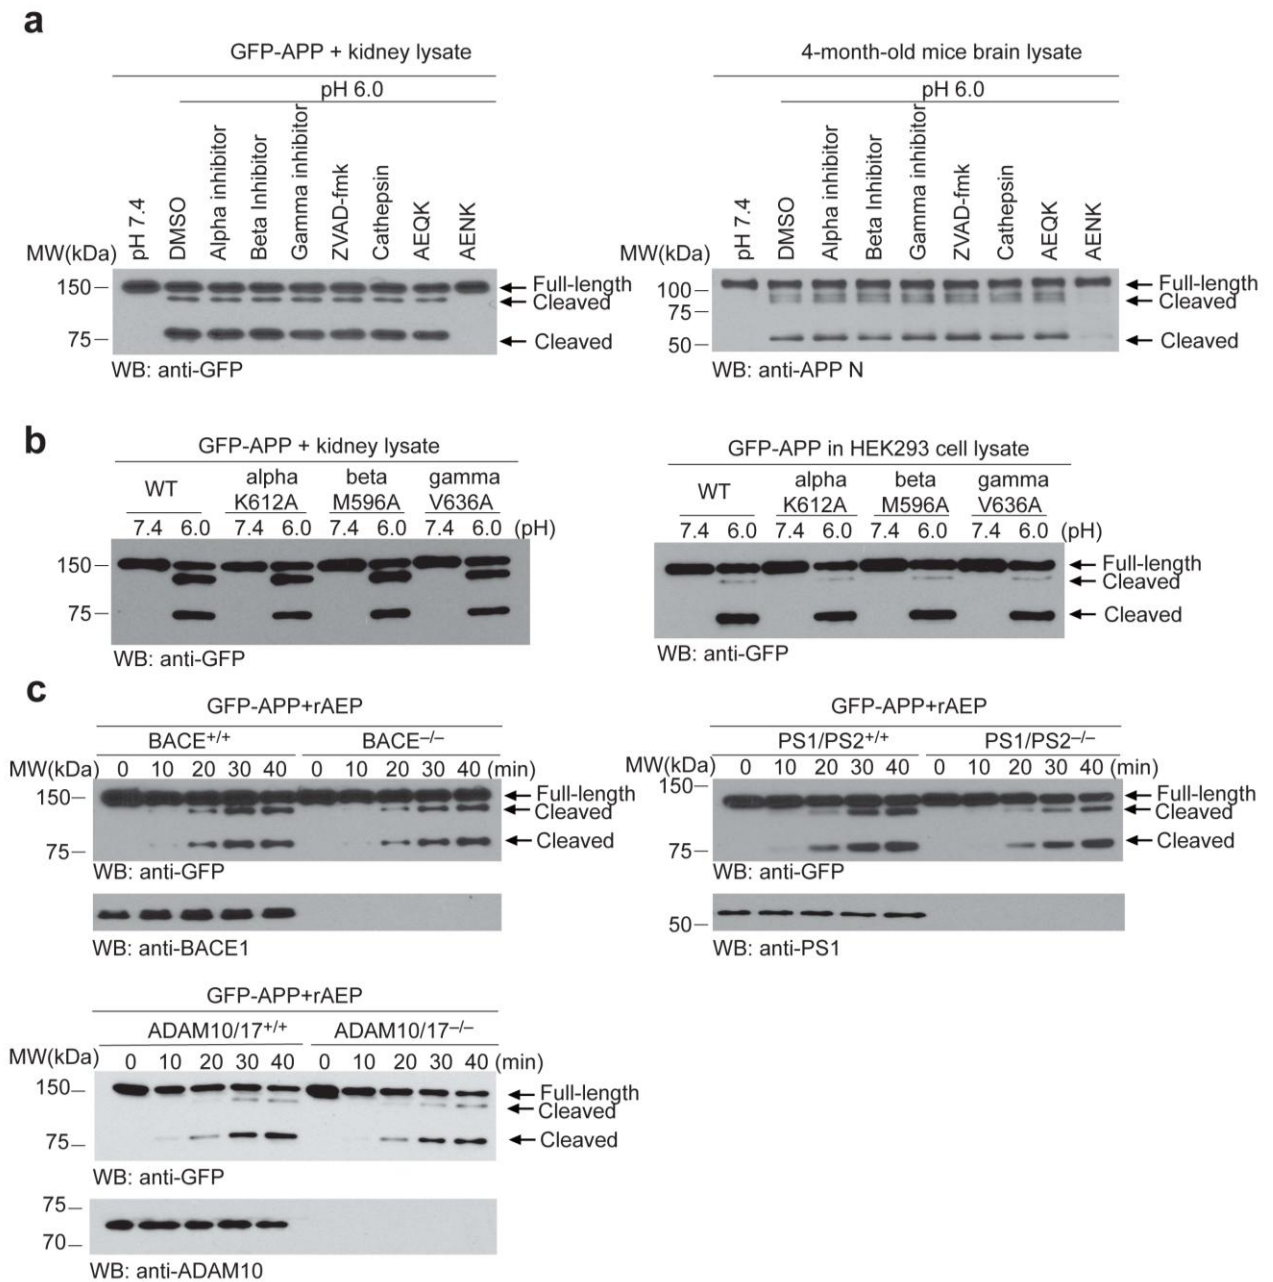 a
GFP-APP + kidney lysate
pH 6.0
MW(kDa)
pH 7.4
DMSO
Alpha inhibitor
Beta Inhibitor
Gamma inhibitor
ZVAD-fmk
Cathepsin
AEQK
AENK
150
75
Full-length
Cleaved
Cleaved
WB: anti-GFP
4-month-old mice brain lysate
pH 6.0
MW(kDa)
pH 7.4
DMSO
Alpha inhibitor
Beta Inhibitor
Gamma inhibitor
ZVAD-fmk
Cathepsin
AEQK
AENK
100
75
50
Full-length
Cleaved
Cleaved
WB: anti-APP N
b
GFP-APP + kidney lysate
WT alpha K612A beta M596A gamma V636A
7.4 6.0 7.4 6.0 7.4 6.0 7.4 6.0 (pH)
150
75
WB: anti-GFP
GFP-APP in HEK293 cell lysate
WT alpha K612A beta M596A gamma V636A
7.4 6.0 7.4 6.0 7.4 6.0 7.4 6.0 (pH)
Full-length
Cleaved
Cleaved
WB: anti-GFP
c
GFP-APP+rAEP
BACE+/+ BACE–/–
MW(kDa) 0 10 20 30 40 0 10 20 30 40 (min)
150
75
Full-length
Cleaved
Cleaved
WB: anti-GFP
WB: anti-BACE1
GFP-APP+rAEP
PS1/PS2+/+ PS1/PS2–/–
MW(kDa) 0 10 20 30 40 0 10 20 30 40 (min)
150
75
Full-length
Cleaved
Cleaved
WB: anti-GFP
50
WB: anti-PS1
GFP-APP+rAEP
ADAM10/17+/+ ADAM10/17–/–
MW(kDa) 0 10 20 30 40 0 10 20 30 40 (min)
150
75
Full-length
Cleaved
Cleaved
WB: anti-GFP
75
70
WB: anti-ADAM10